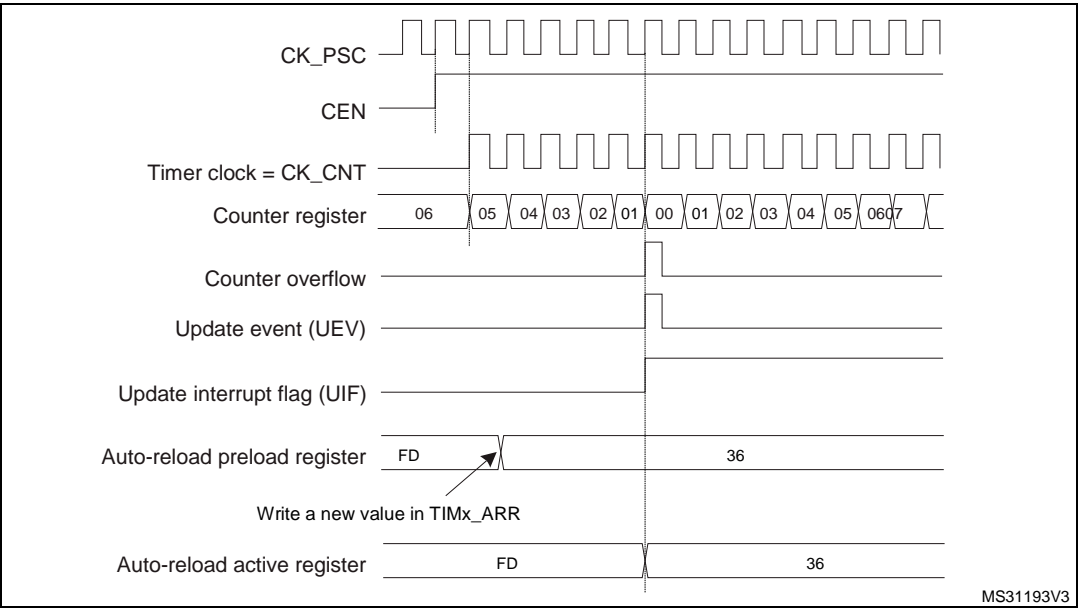 CK_PSC
CEN
Timer clock = CK_CNT
Counter register 06 05 04 03 02 01 00 01 02 03 04 05 06 07
Counter overflow
Update event (UEV)
Update interrupt flag (UIF)
Auto-reload preload register FD 36
Write a new value in TIMx_ARR
Auto-reload active register FD 36
MS31193V3